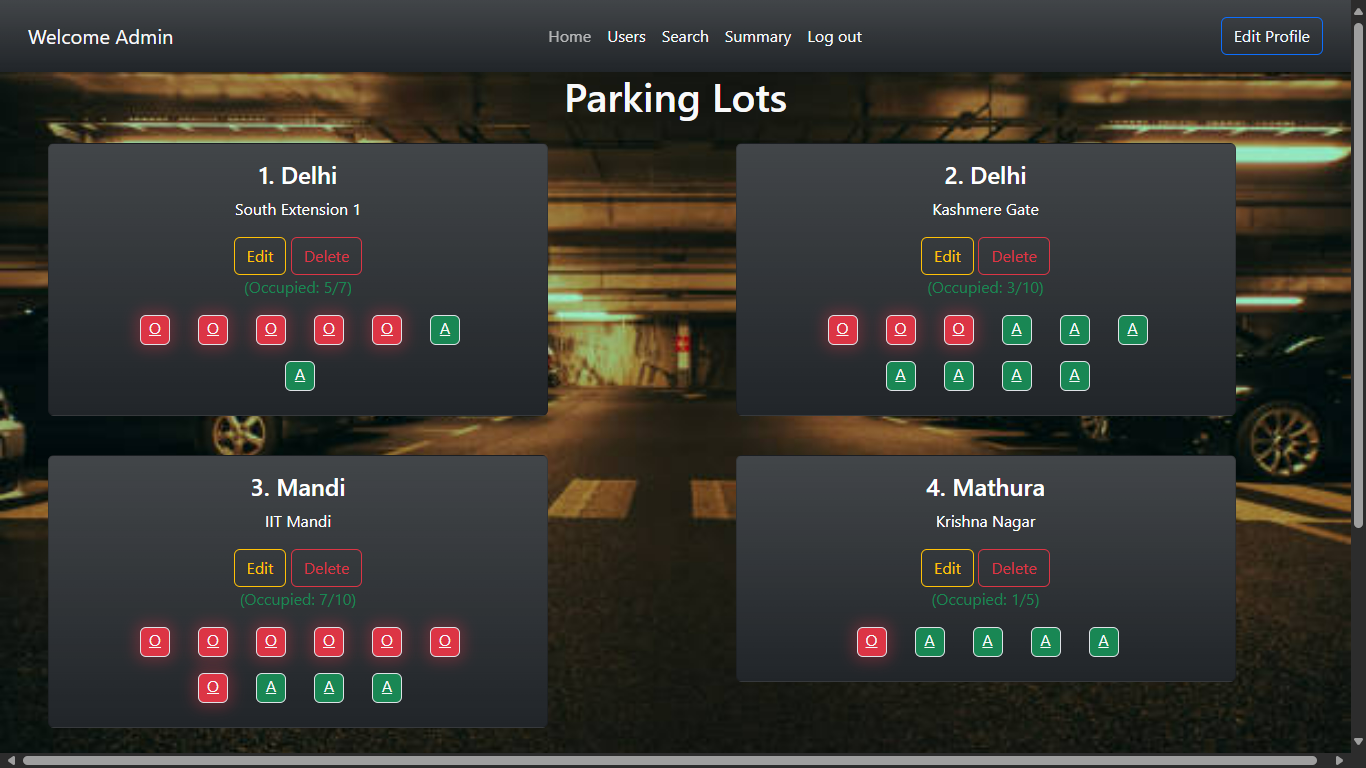 Welcome Admin Home Users Search Summary Log out Edit Profile
Parking Lots
1. Delhi
South Extension 1
Edit Delete
(Occupied: 5/7)
O O O O O A
A
2. Delhi
Kashmere Gate
Edit Delete
(Occupied: 3/10)
O O O A A A
A A A A
3. Mandi
IIT Mandi
Edit Delete
(Occupied: 7/10)
O O O O O O
O A A A
4. Mathura
Krishna Nagar
Edit Delete
(Occupied: 1/5)
O A A A A